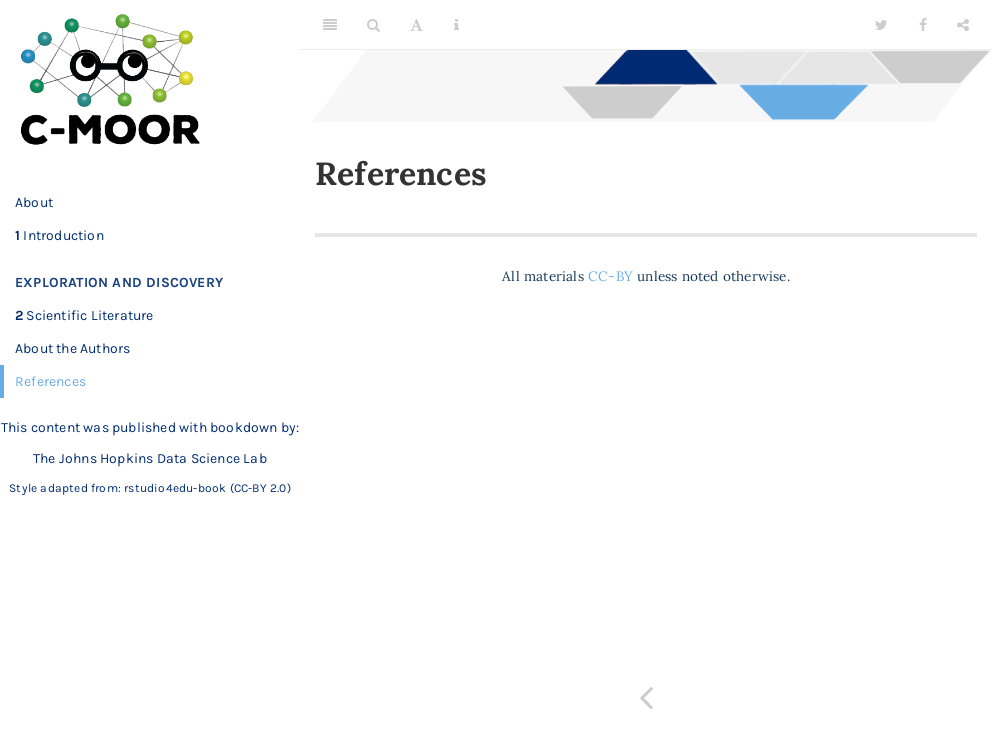 C-MOOR
About
1 Introduction
EXPLORATION AND DISCOVERY
2 Scientific Literature
About the Authors
References
This content was published with bookdown by:
The Johns Hopkins Data Science Lab
Style adapted from: rstudio4edu-book (CC-BY 2.0)
A
References
All materials CC-BY unless noted otherwise.